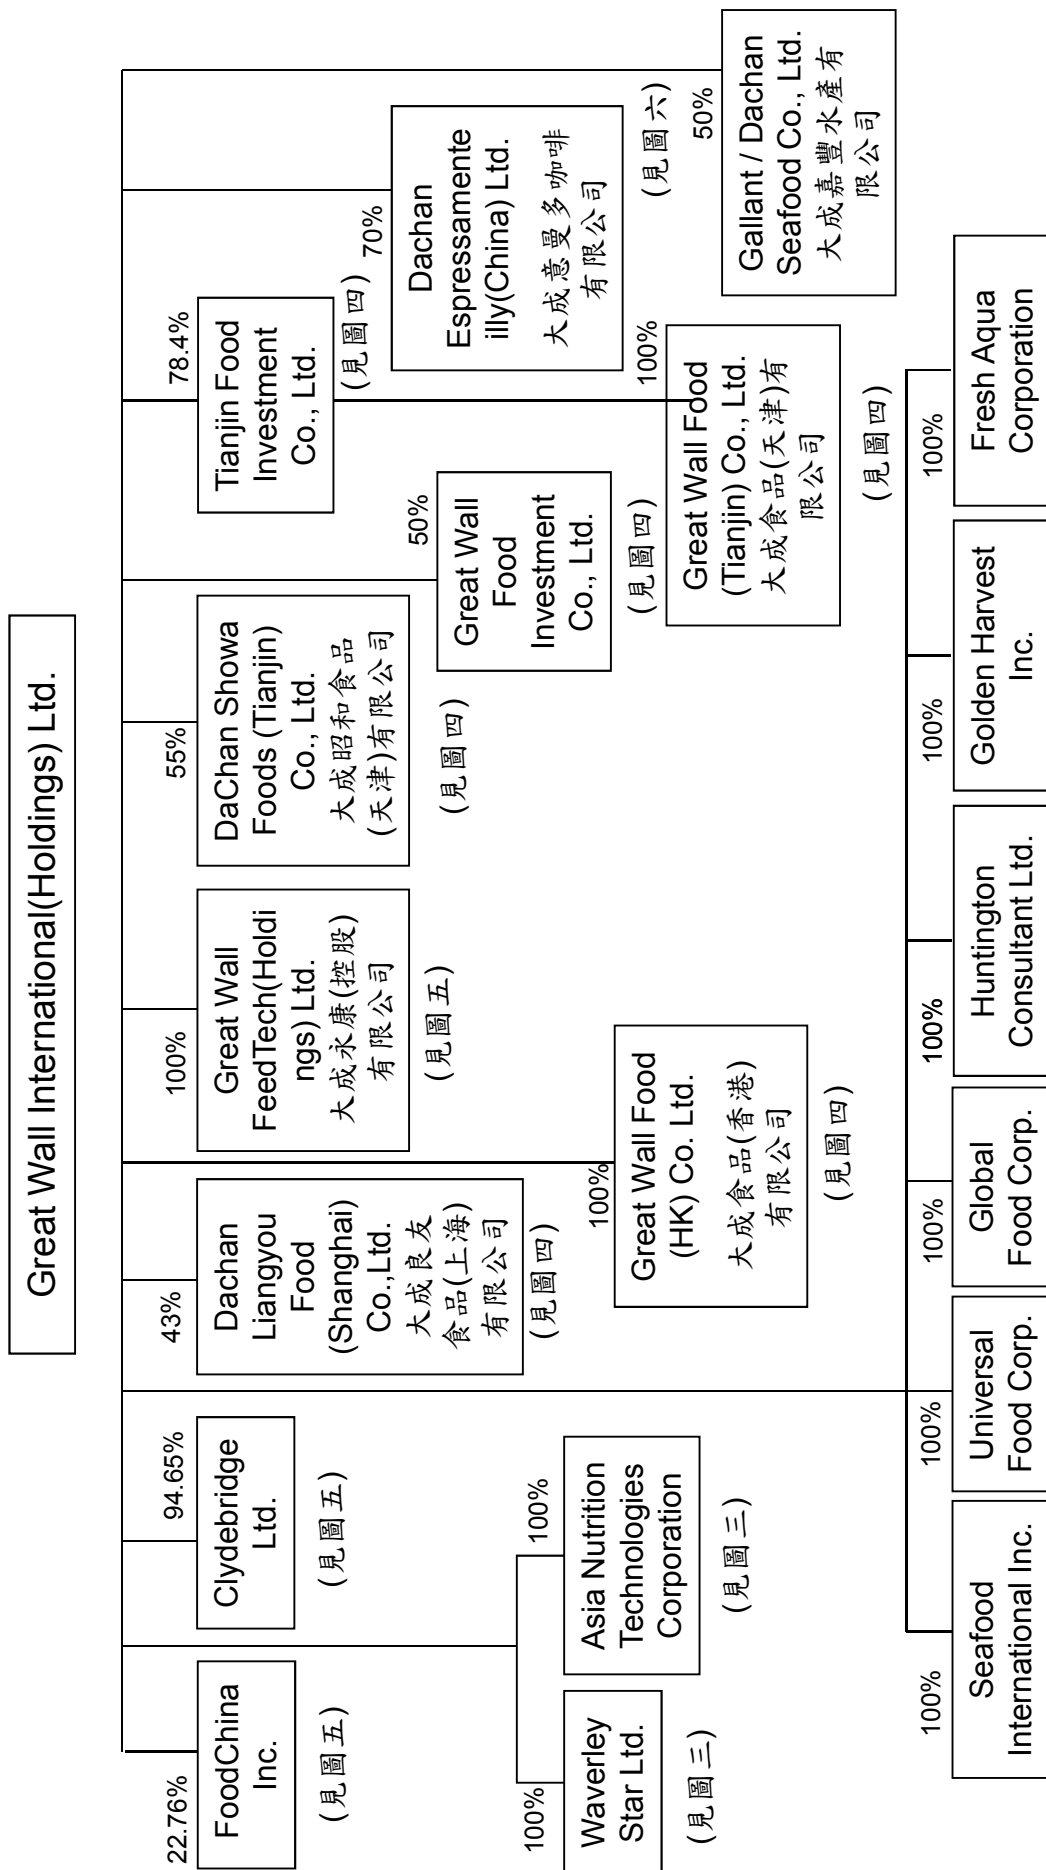 Great Wall International(Holdings) Ltd.
22.76%
FoodChina
Inc.
(見圖五)
94.65%
Clydebridge
Ltd.
(見圖五)
43%
Dachan
Liangyou
Food
(Shanghai)
Co.,Ltd.
大成良友
食品(上海)
有限公司
(見圖四)
100%
Great Wall
FeedTech(Holdi
ngs) Ltd.
大成永康(控股)
有限公司
(見圖五)
55%
DaChan Showa
Foods (Tianjin)
Co., Ltd.
大成昭和食品
(天津)有限公司
(見圖四)
78.4%
Tianjin Food
Investment
Co., Ltd.
(見圖四)
70%
Dachan
Espressamente
illy(China) Ltd.
大成意曼多咖啡
有限公司
(見圖六)
50%
Great Wall
Food
Investment
Co., Ltd.
(見圖四)
100%
Waverley
Star Ltd.
(見圖三)
100%
Asia Nutrition
Technologies
Corporation
(見圖三)
100%
Great Wall Food
(HK) Co. Ltd.
大成食品(香港)
有限公司
(見圖四)
100%
Great Wall Food
(Tianjin) Co., Ltd.
大成食品(天津)有
限公司
(見圖四)
50%
Gallant / Dachan
Seafood Co., Ltd.
大成嘉豐水產有
限公司
100%
Seafood
International Inc.
100%
Universal
Food Corp.
100%
Global
Food Corp.
100%
Huntington
Consultant Ltd.
100%
Golden Harvest
Inc.
100%
Fresh Aqua
Corporation